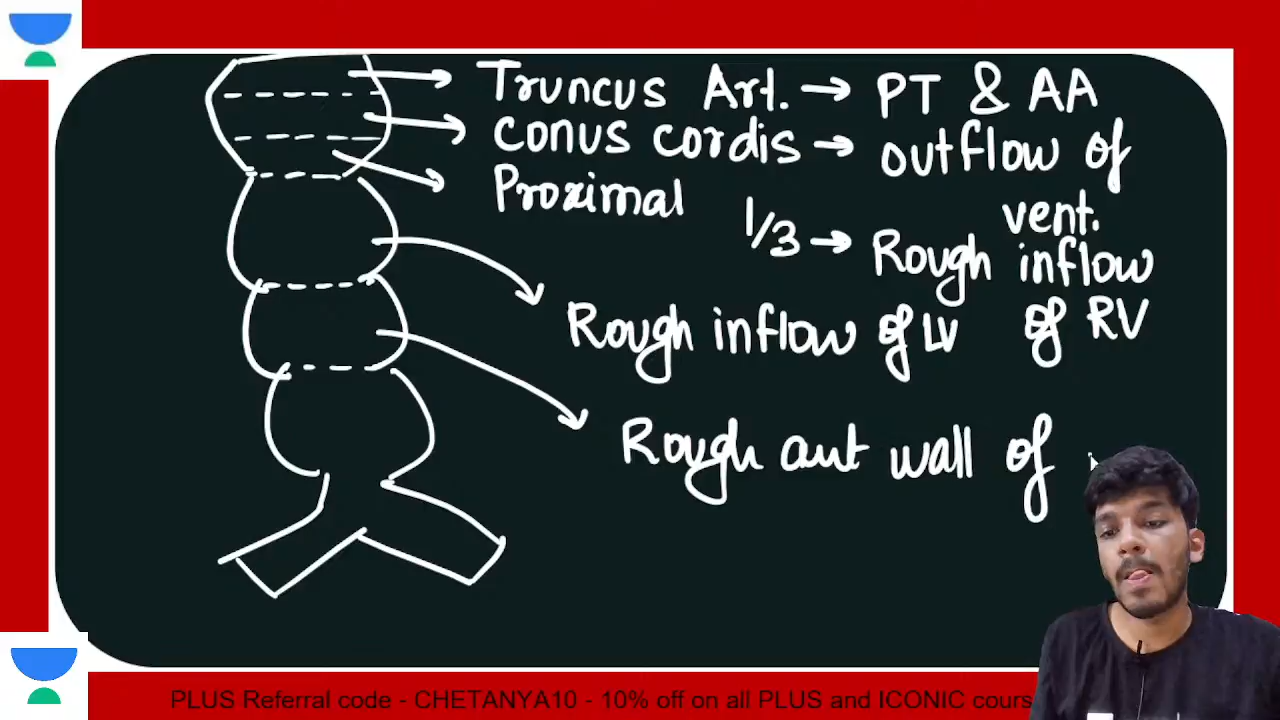 Truncus Art. → PT & AA
Conus cordis → outflow of
vent.
Proximal 1/3 → Rough inflow
of RV
Rough inflow of LV
Rough ant wall of
PLUS Referral code - CHETANYA10 - 10% off on all PLUS and ICONIC cours